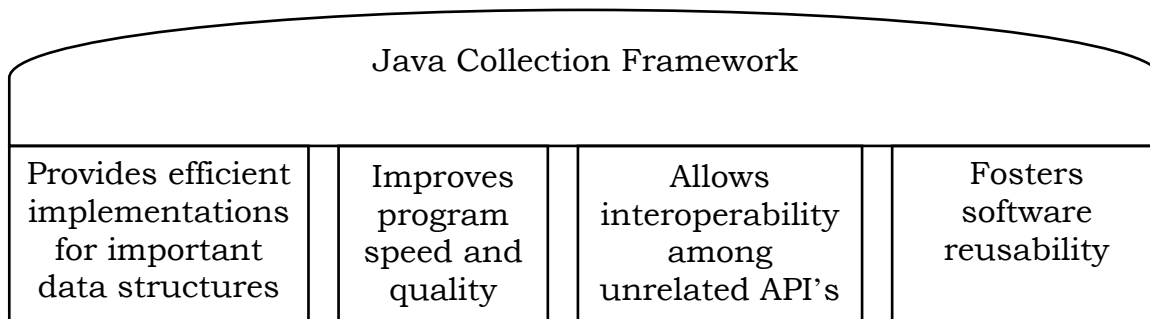 Java Collection Framework
Provides efficient
implementations
for important
data structures
Improves
program
speed and
quality
Allows
interoperability
among
unrelated API’s
Fosters
software
reusability